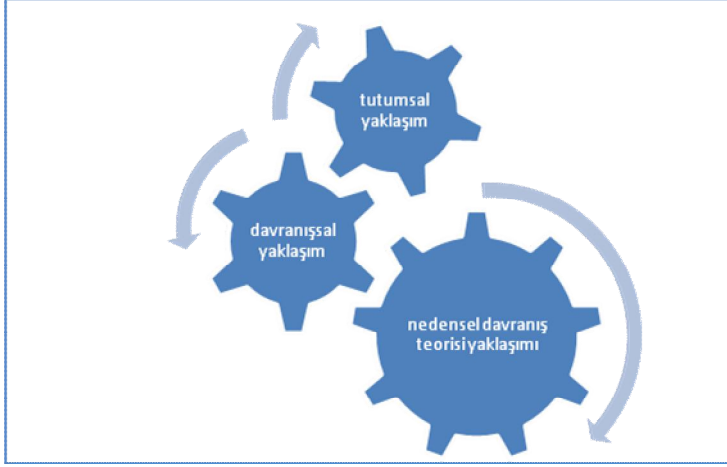 tutumsal
yaklaşım
davranışsal
yaklaşım
nedensel davranış
teorisi yaklaşımı